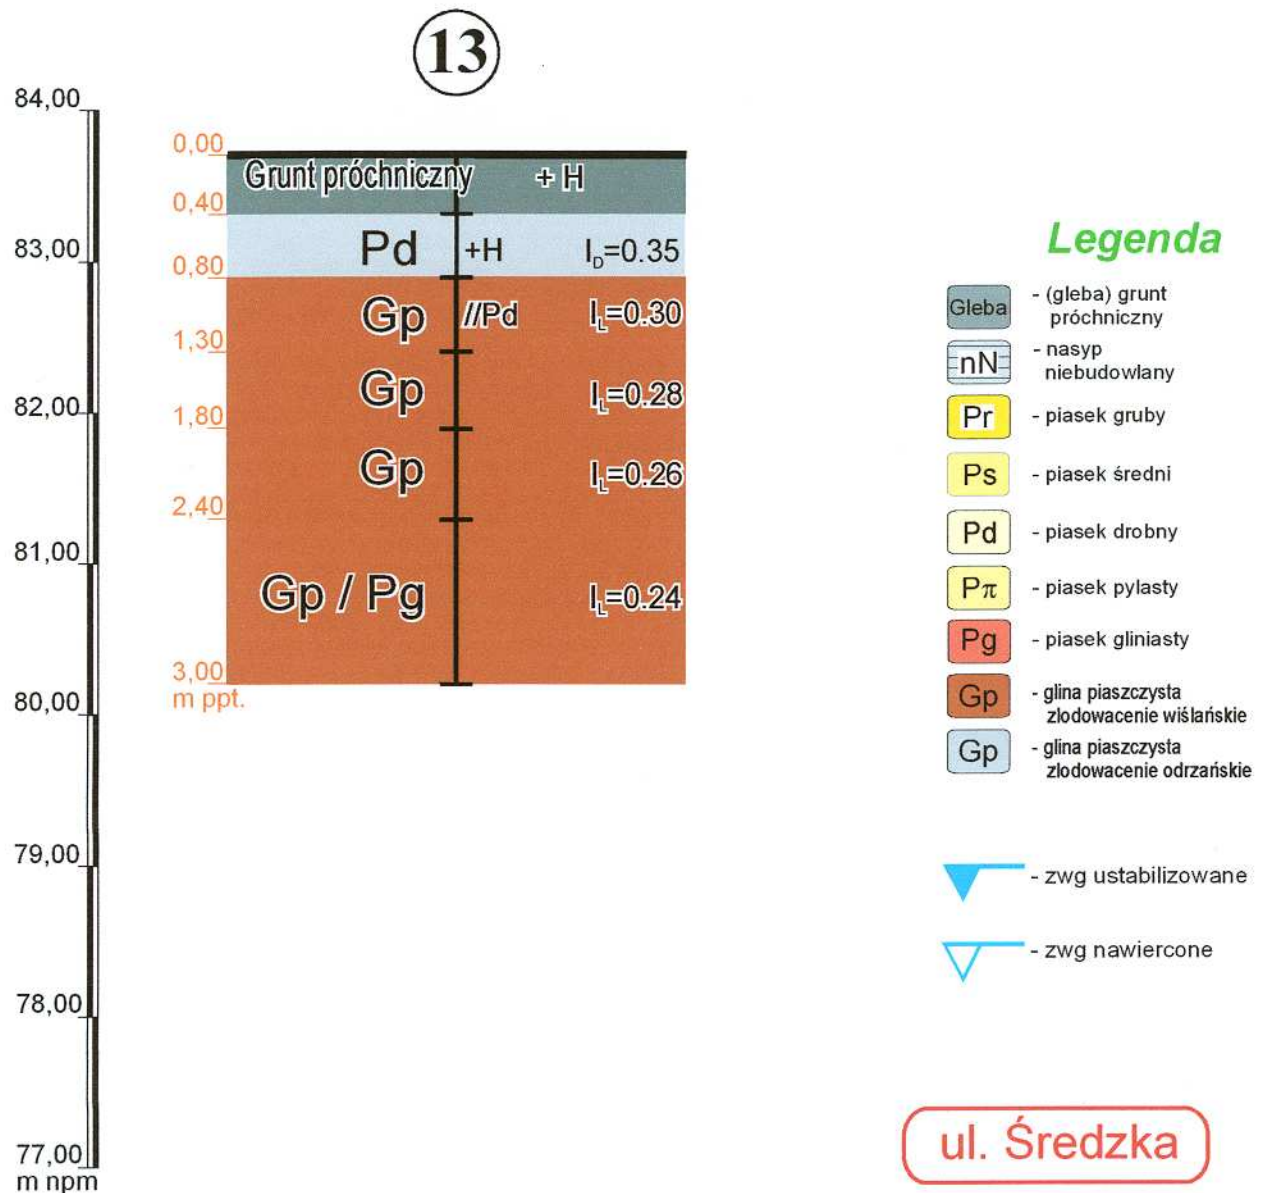 13
84,00
83,00
82,00
81,00
80,00
79,00
78,00
77,00
m npm
0,00
0,40
0,80
1,30
1,80
2,40
3,00
m ppt.
Grunt próchniczny + H
Pd +H I_D=0.35
Gp //Pd I_L=0.30
Gp I_L=0.28
Gp I_L=0.26
Gp / Pg I_L=0.24
Legenda
Gleba - (gleba) grunt
próchniczny
nN - nasyp
niebudowlany
Pr - piasek gruby
Ps - piasek średni
Pd - piasek drobny
Pπ - piasek pylasty
Pg - piasek gliniasty
Gp - glina piaszczysta
zlodowacenie wiślańskie
Gp - glina piaszczysta
zlodowacenie odrzańskie
- zwg ustabilizowane
- zwg nawiercone
ul. Średzka